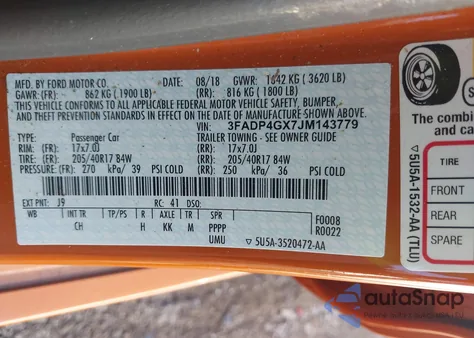 MFD. BY FORD MOTOR CO. DATE: 08/18 GVWR: 1642 KG ( 3620 LB)
GAWR: (FR): 862 KG ( 1900 LB) (RR): 816 KG ( 1800 LB)
THIS VEHICLE CONFORMS TO ALL APPLICABLE FEDERAL MOTOR VEHICLE SAFETY, BUMPER,
AND THEFT PREVENTION STANDARDS IN EFFECT ON THE DATE OF MANUFACTURE SHOWN ABOVE.
VIN: 3FADP4GX7JM143779
TYPE: Passenger Car TRAILER TOWING - SEE OWNER GUIDE
RIM: (FR): 17x7.0J (RR): 17x7.0J
TIRE: (FR): 205/40R17 84W (RR): 205/40R17 84W
PRESSURE: (FR): 270 kPa/ 39 PSI COLD (RR): 250 kPa/ 36 PSI COLD
EXT PNT: J9 RC: 41 DSO:
WB INT TR TP/PS R AXLE TR SPR
CH H KK M PPPP F0008
UMU R0022
▽ 5U5A-3520472-AA
The combin
TIRE
FRONT
REAR
SPARE
▽ 5U5A-1532-AA (TLU)
autoSnap